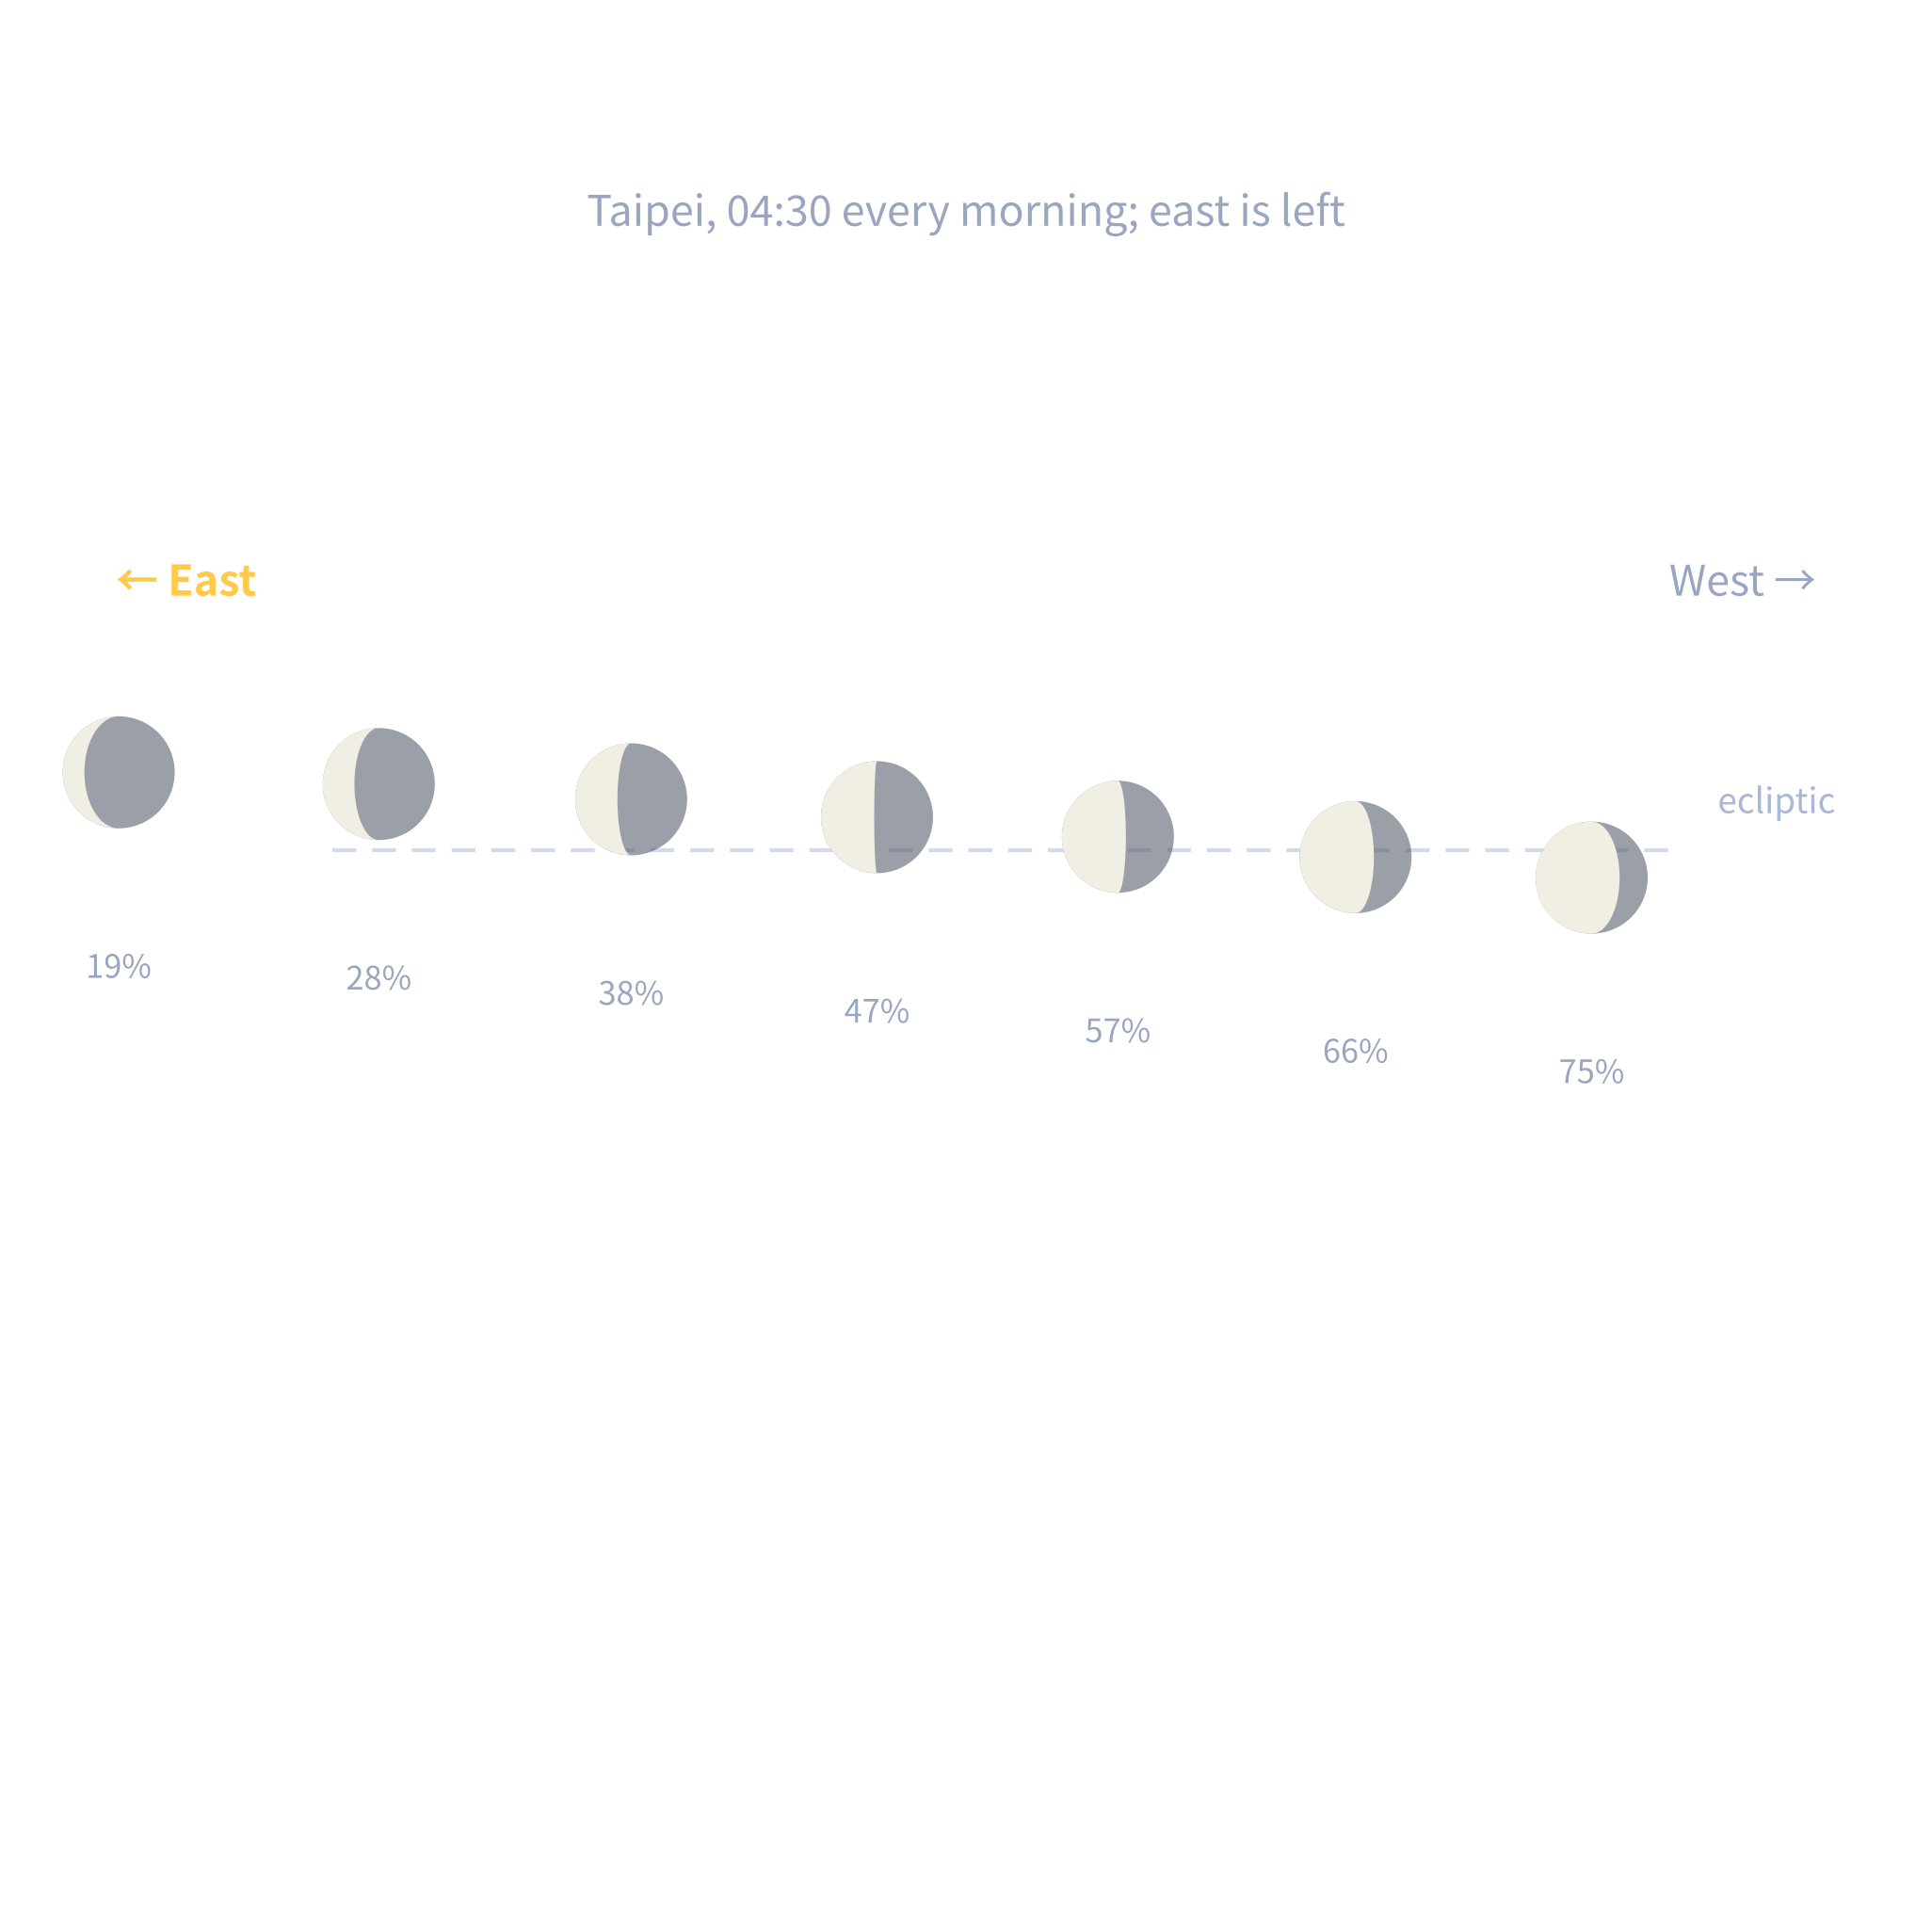 Taipei, 04:30 every morning; east is left
← East
West →
ecliptic
19%
28%
38%
47%
57%
66%
75%